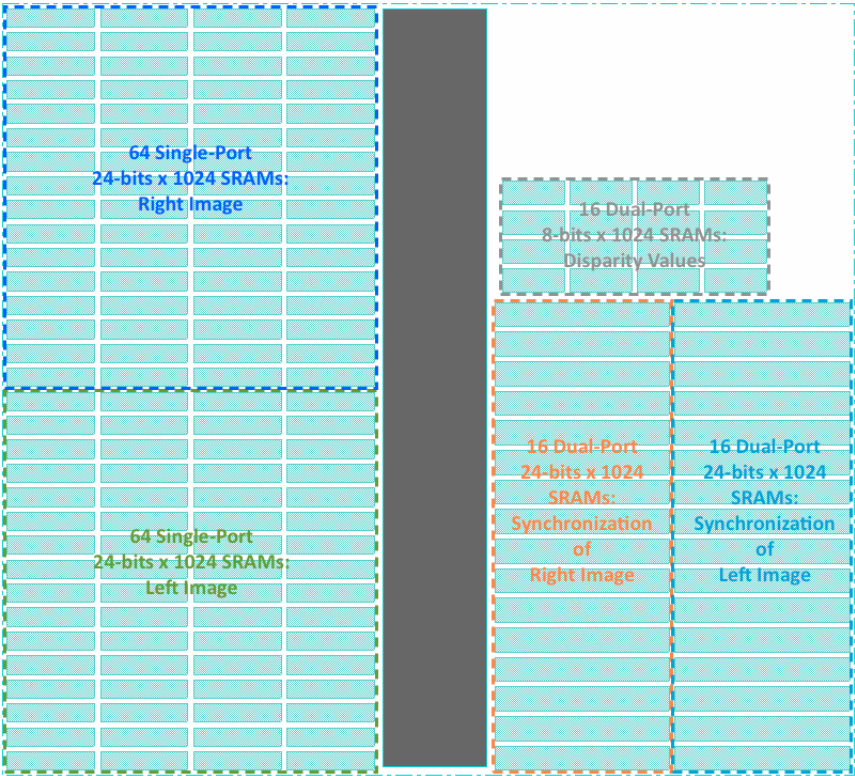 64 Single-Port
24-bits x 1024 SRAMs:
Right Image
16 Dual-Port
8-bits x 1024 SRAMs:
Disparity Values
64 Single-Port
24-bits x 1024 SRAMs:
Left Image
16 Dual-Port
24-bits x 1024
SRAMs:
Synchronization
of
Right Image
16 Dual-Port
24-bits x 1024
SRAMs:
Synchronization
of
Left Image